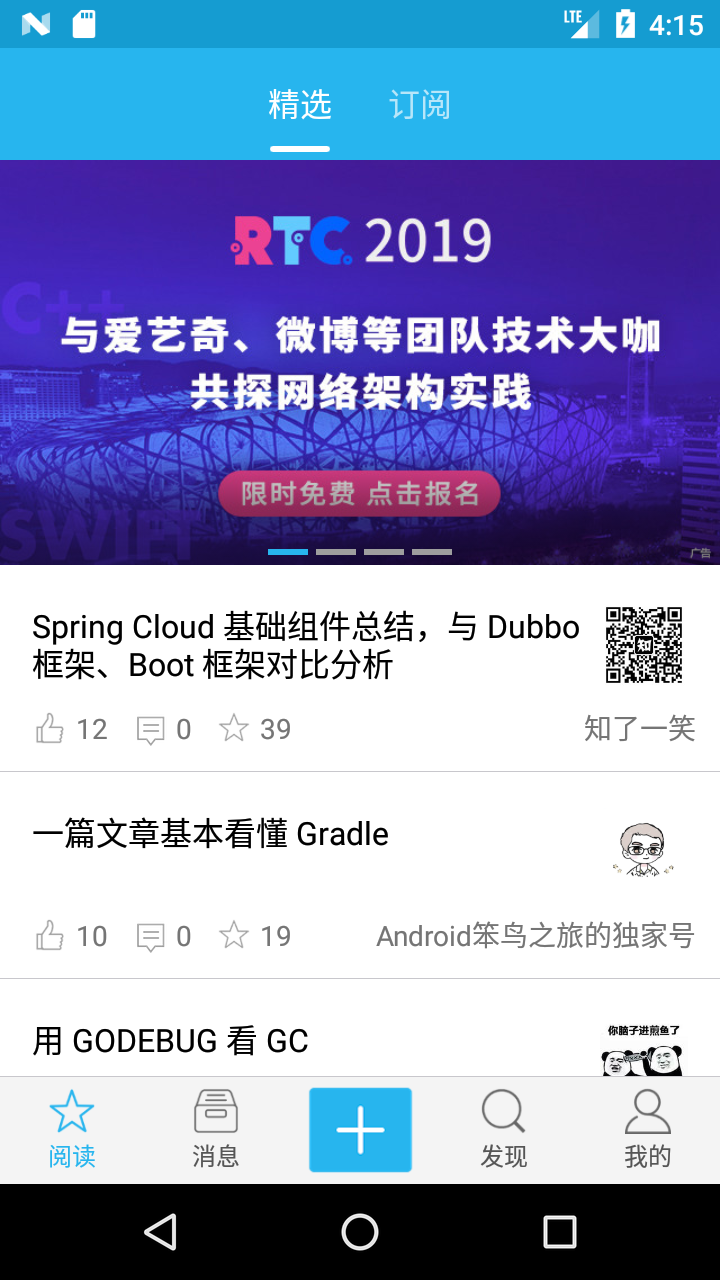 LTE 4:15
精选 订阅
RTC 2019
C++
与爱艺奇、微博等团队技术大咖
共探网络架构实践
限时免费 点击报名
SWIFT
广告
Spring Cloud 基础组件总结，与 Dubbo
框架、Boot 框架对比分析
12 0 39 知了一笑
一篇文章基本看懂 Gradle
10 0 19 Android笨鸟之旅的独家号
用 GODEBUG 看 GC
你脑子进煎鱼了
阅读 消息 发现 我的